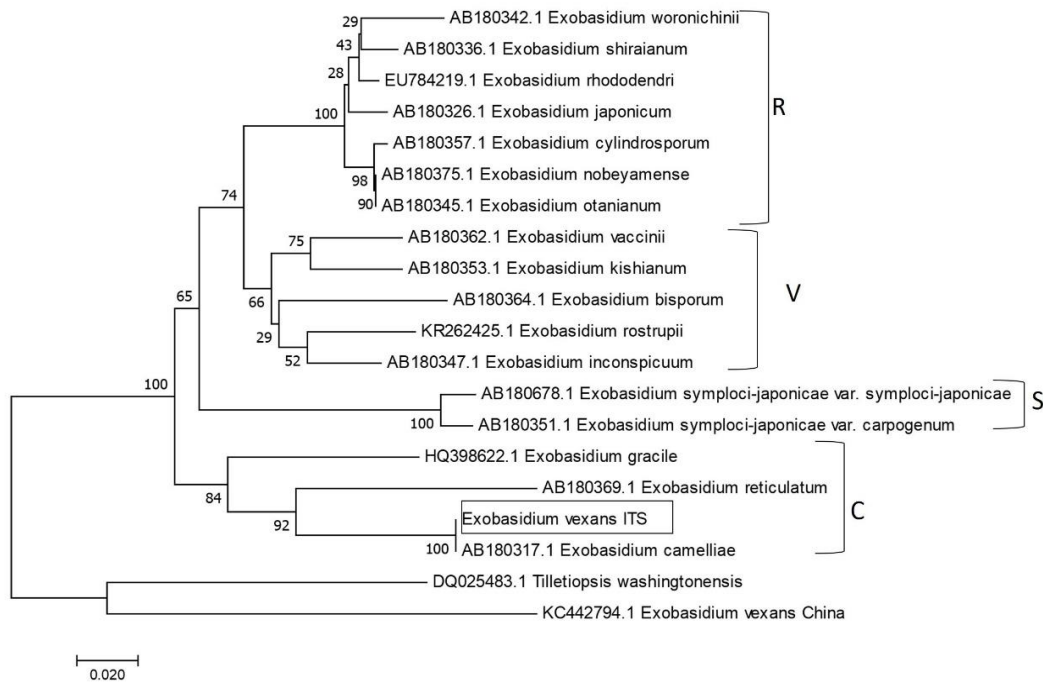 29
AB180342.1 Exobasidium woronichinii
43
AB180336.1 Exobasidium shiraianum
28
EU784219.1 Exobasidium rhododendri
R
100
AB180326.1 Exobasidium japonicum
AB180357.1 Exobasidium cylindrosporum
98
AB180375.1 Exobasidium nobeyamense
74
90
AB180345.1 Exobasidium otanianum
75
AB180362.1 Exobasidium vaccinii
AB180353.1 Exobasidium kishianum
V
65
66
AB180364.1 Exobasidium bisporum
29
KR262425.1 Exobasidium rostrupii
52
AB180347.1 Exobasidium inconspicuum
100
AB180678.1 Exobasidium symploci-japonicae var. symploci-japonicae
S
100
AB180351.1 Exobasidium symploci-japonicae var. carpogenum
HQ398622.1 Exobasidium gracile
84
AB180369.1 Exobasidium reticulatum
C
92
Exobasidium vexans ITS
100
AB180317.1 Exobasidium camelliae
DQ025483.1 Tilletiopsis washingtonensis
KC442794.1 Exobasidium vexans China
0.020